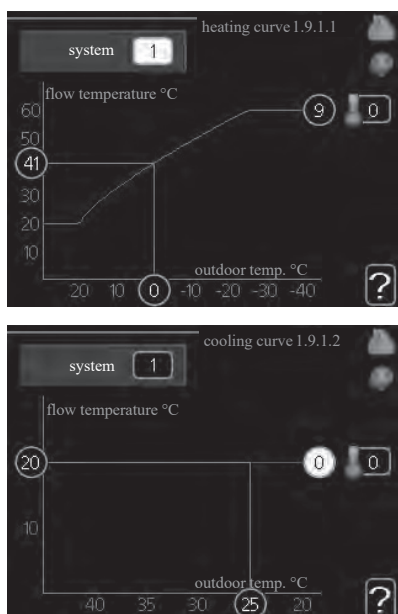 heating curve 1.9.1.1
system 1
flow temperature °C
60
9
0
50
41
30
20
10
outdoor temp. °C
20 10 0 -10 -20 -30 -40
?
cooling curve 1.9.1.2
system 1
flow temperature °C
20
0
0
10
outdoor temp. °C
40 35 30 25 20
?